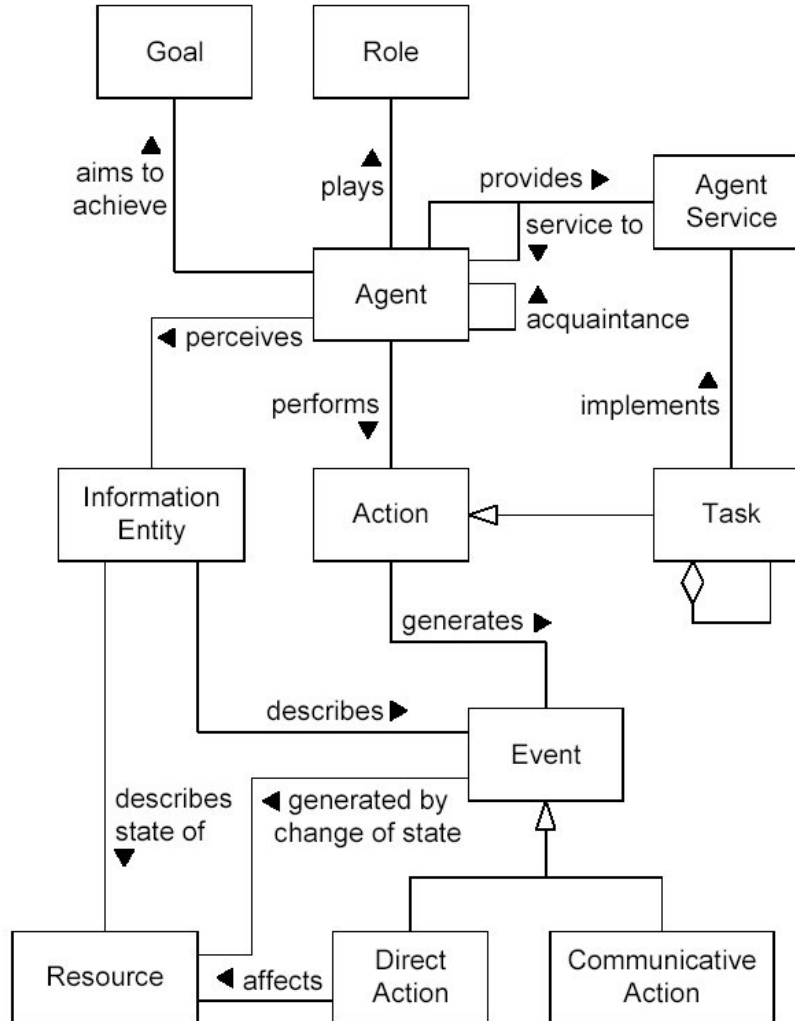 Goal
Role
aims to
achieve
plays
provides
Agent
Service
service to
Agent
acquaintance
perceives
performs
implements
Information
Entity
Action
Task
generates
describes
Event
describes
state of
generated by
change of state
Resource
affects
Direct
Action
Communicative
Action